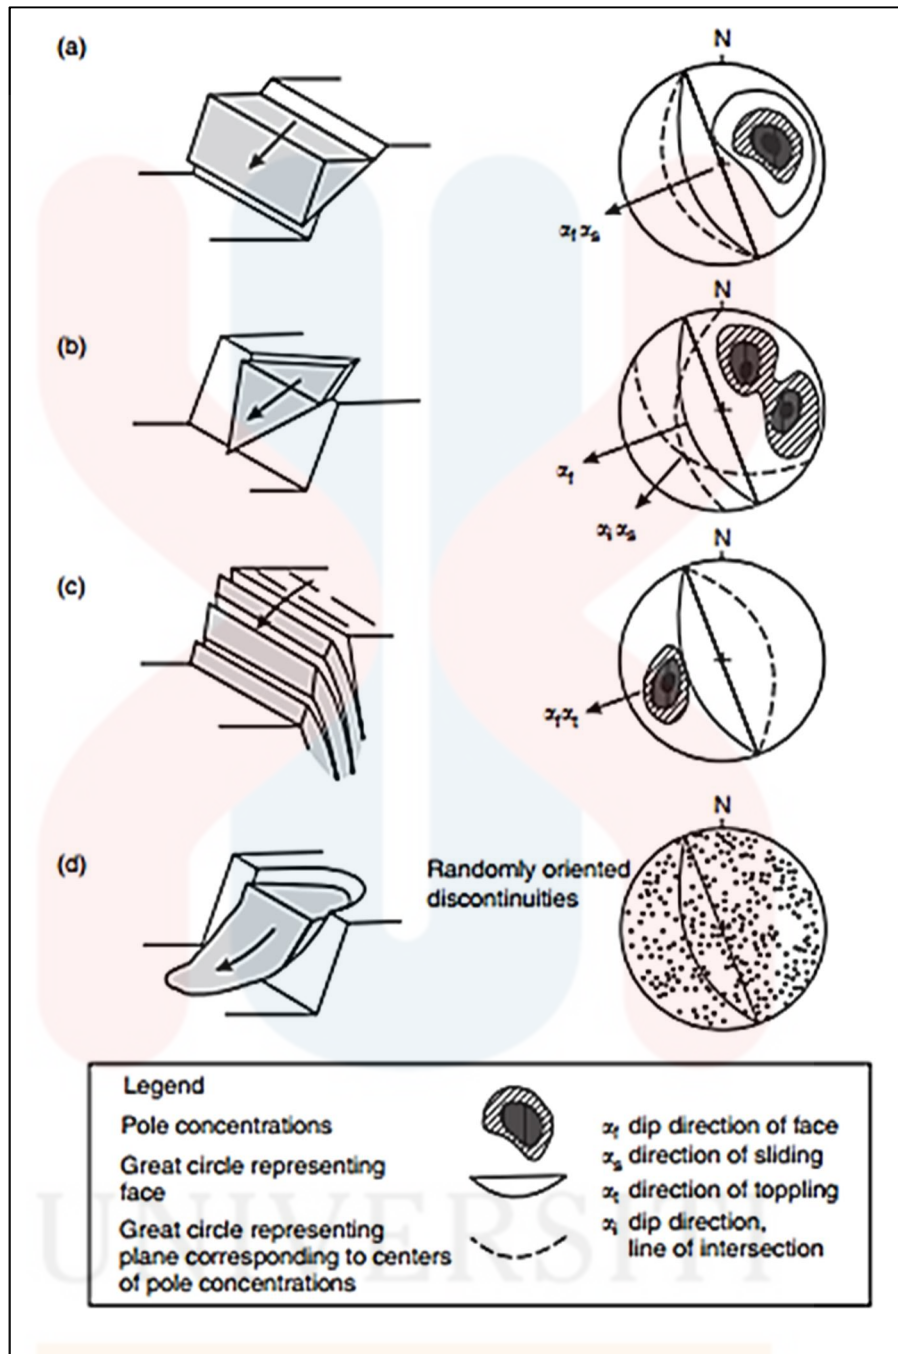 (a)
N
αf αs
(b)
N
αf
αi αs
(c)
N
αf αt
(d)
N
Randomly oriented
discontinuities
Legend
Pole concentrations
Great circle representing
face
Great circle representing
plane corresponding to centers
of pole concentrations
αf dip direction of face
αs direction of sliding
αt direction of toppling
αi dip direction,
line of intersection
UNIVERSITI